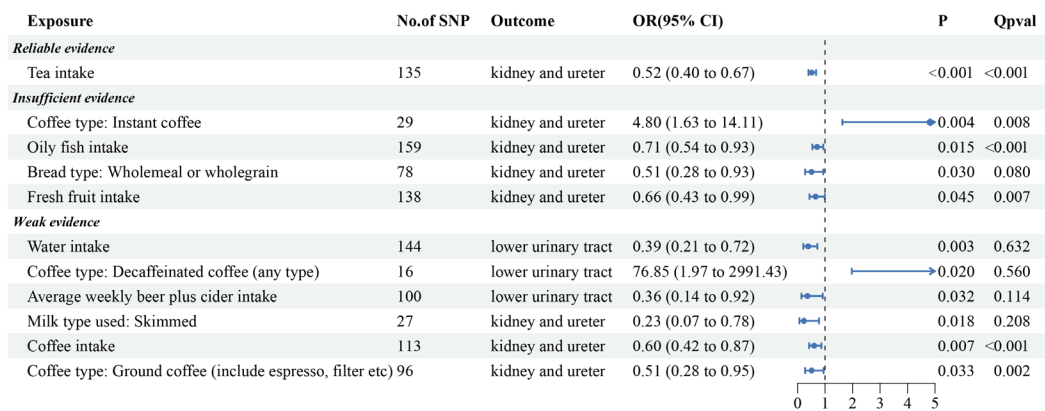 Exposure No.of SNP Outcome OR(95% CI) P Qpval
Reliable evidence
Tea intake 135 kidney and ureter 0.52 (0.40 to 0.67) <0.001 <0.001
Insufficient evidence
Coffee type: Instant coffee 29 kidney and ureter 4.80 (1.63 to 14.11) 0.004 0.008
Oily fish intake 159 kidney and ureter 0.71 (0.54 to 0.93) 0.015 <0.001
Bread type: Wholemeal or wholegrain 78 kidney and ureter 0.51 (0.28 to 0.93) 0.030 0.080
Fresh fruit intake 138 kidney and ureter 0.66 (0.43 to 0.99) 0.045 0.007
Weak evidence
Water intake 144 lower urinary tract 0.39 (0.21 to 0.72) 0.003 0.632
Coffee type: Decaffeinated coffee (any type) 16 lower urinary tract 76.85 (1.97 to 2991.43) 0.020 0.560
Average weekly beer plus cider intake 100 lower urinary tract 0.36 (0.14 to 0.92) 0.032 0.114
Milk type used: Skimmed 27 kidney and ureter 0.23 (0.07 to 0.78) 0.018 0.208
Coffee intake 113 kidney and ureter 0.60 (0.42 to 0.87) 0.007 <0.001
Coffee type: Ground coffee (include espresso, filter etc) 96 kidney and ureter 0.51 (0.28 to 0.95) 0.033 0.002
0 1 2 3 4 5